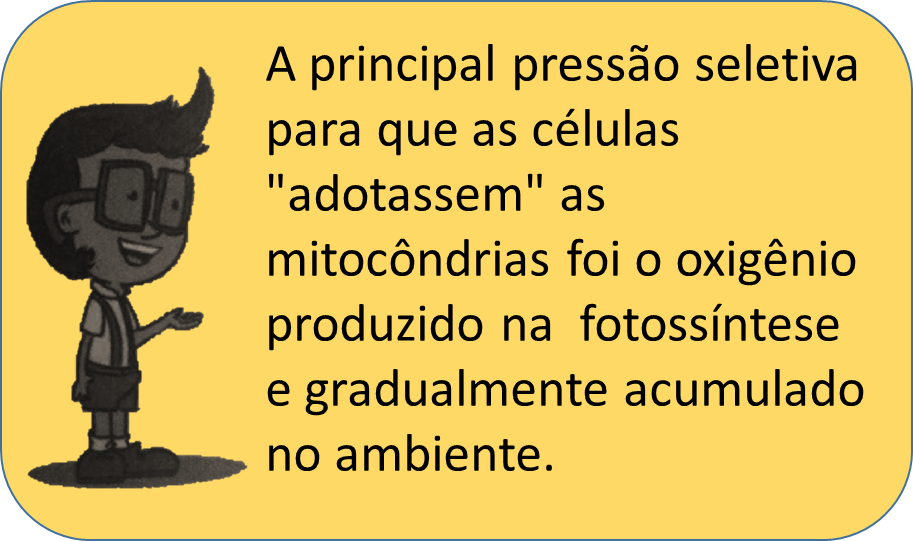 A principal pressão seletiva
para que as células
"adotassem" as
mitocôndrias foi o oxigênio
produzido na  fotossíntese
e gradualmente acumulado
no ambiente.